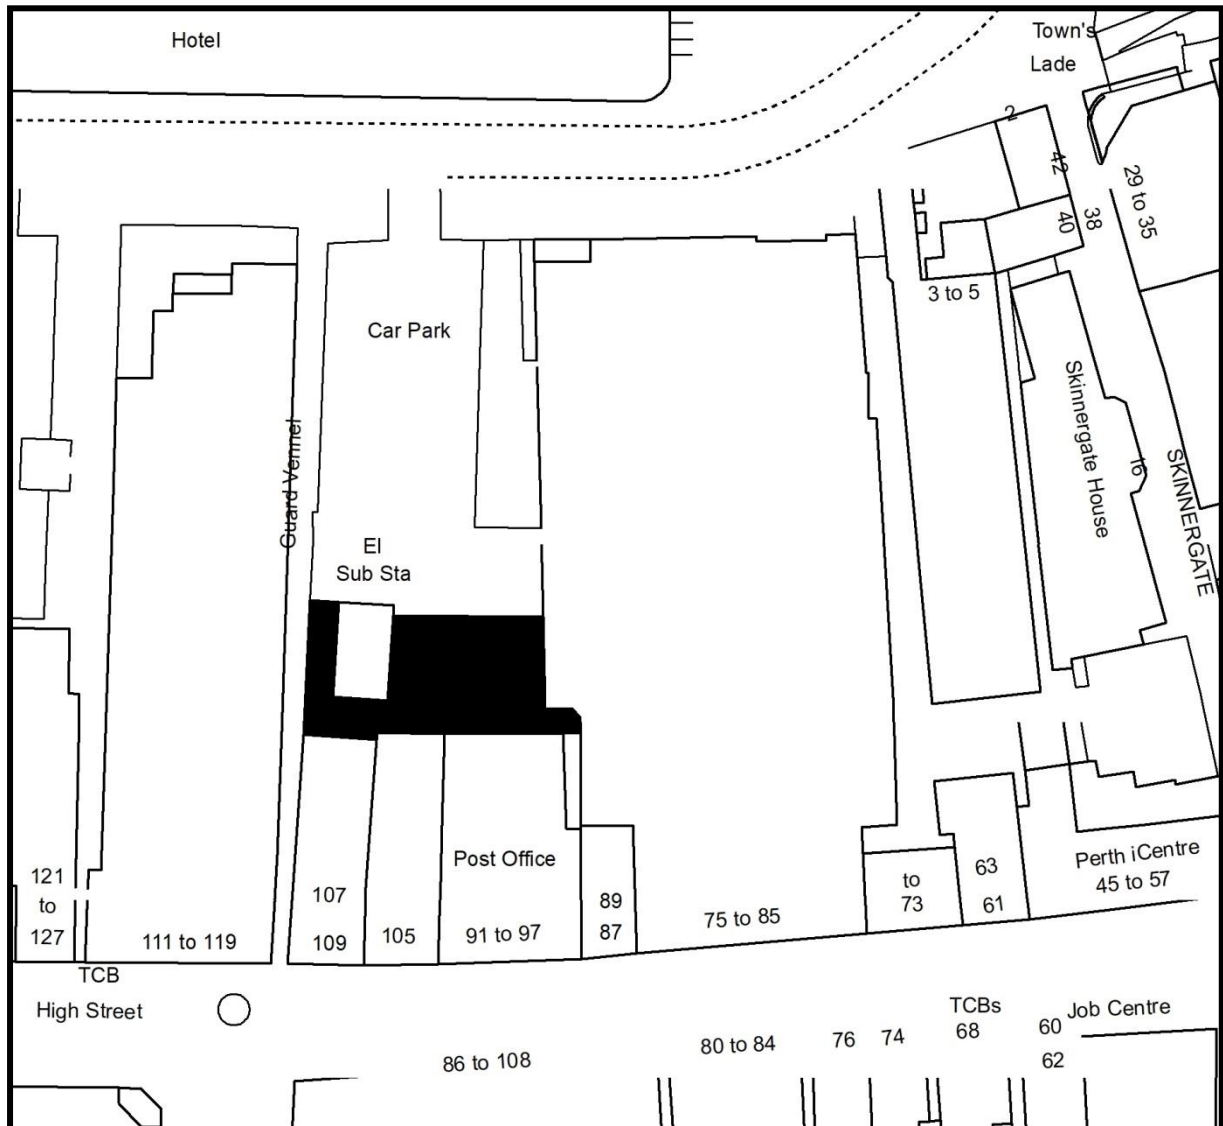 Hotel
Town's
Lade
2
42
29 to 35
38
40
3 to 5
Car Park
Skinnergate House
16
SKINNERGATE
Guard Vennel
El
Sub Sta
Post Office
Perth iCentre
45 to 57
63
61
to
73
121
to
127
107
109
89
87
111 to 119
105
91 to 97
75 to 85
TCB
High Street
TCBs
Job Centre
86 to 108
80 to 84
76
74
68
60
62